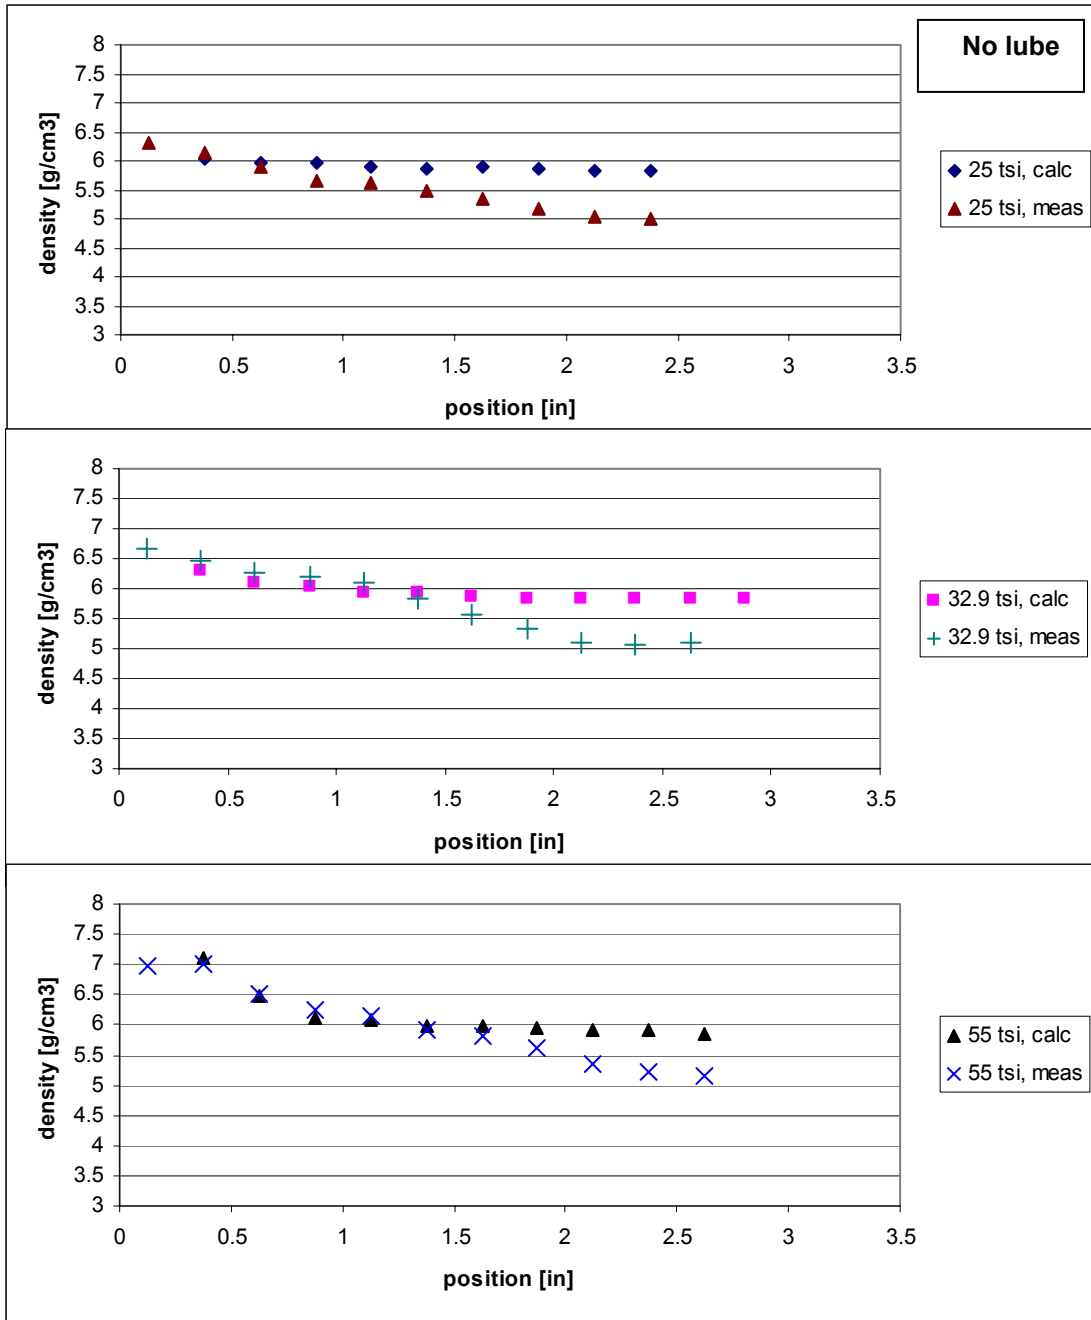 No lube
8
7.5
7
6.5
6
5.5
5
4.5
4
3.5
3
density [g/cm3]
0 0.5 1 1.5 2 2.5 3 3.5
position [in]
25 tsi, calc
25 tsi, meas
8
7.5
7
6.5
6
5.5
5
4.5
4
3.5
3
density [g/cm3]
0 0.5 1 1.5 2 2.5 3 3.5
position [in]
32.9 tsi, calc
32.9 tsi, meas
8
7.5
7
6.5
6
5.5
5
4.5
4
3.5
3
density [g/cm3]
0 0.5 1 1.5 2 2.5 3 3.5
position [in]
55 tsi, calc
55 tsi, meas